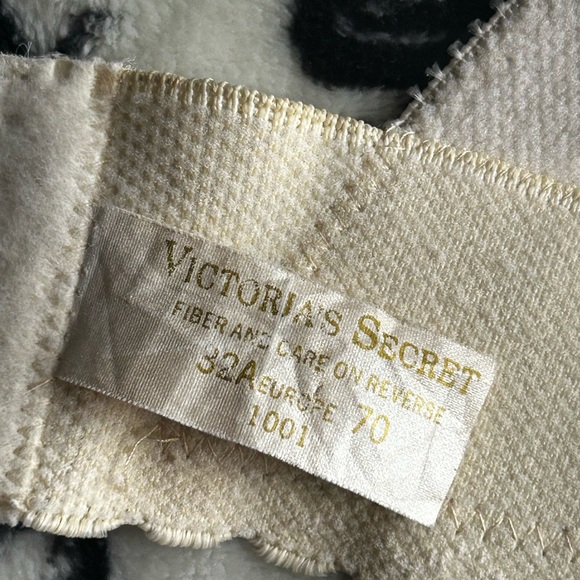 VICTORIA'S SECRET
FIBER AND CARE ON REVERSE
32A EUROPE 70
1001